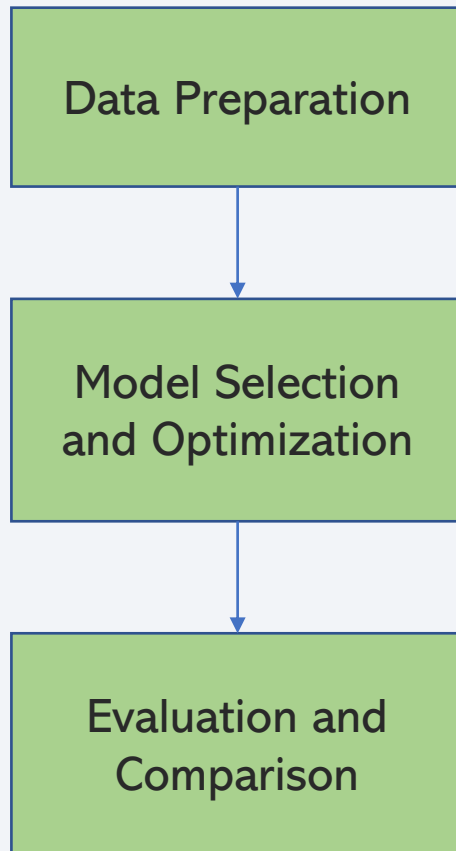 Data Preparation
Model Selection
and Optimization
Evaluation and
Comparison